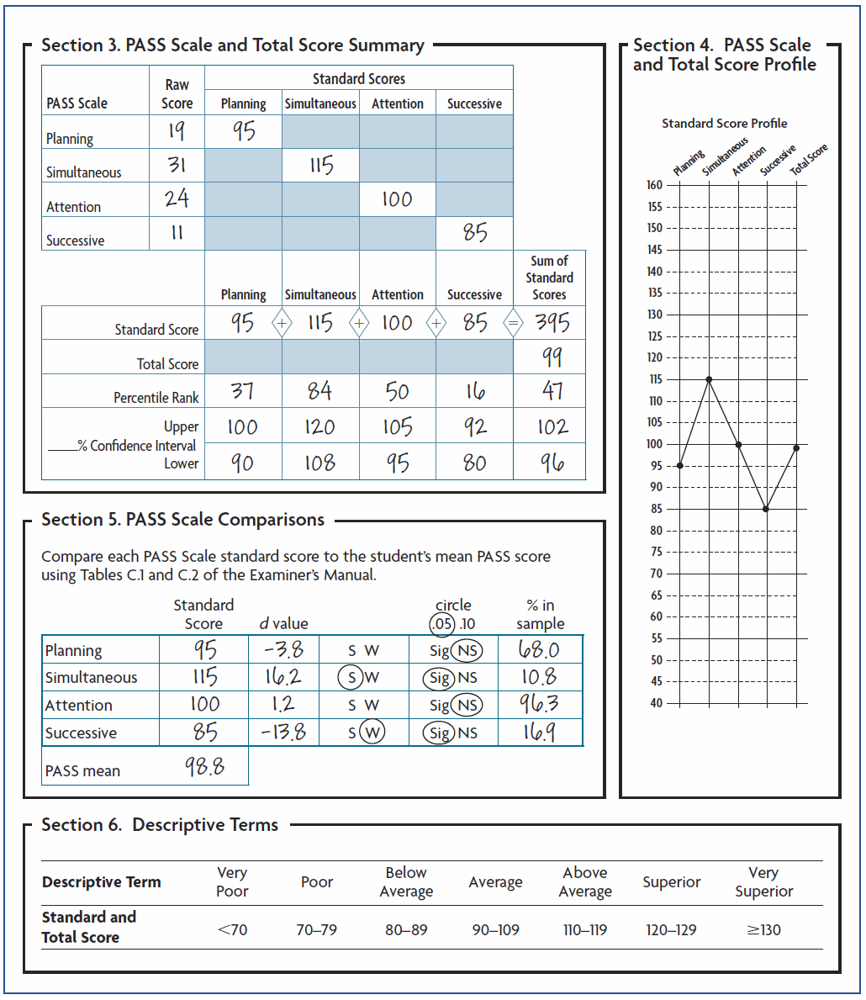 Section 3. PASS Scale and Total Score Summary
Standard Scores
PASS Scale Raw Score Planning Simultaneous Attention Successive
Planning 19 95
Simultaneous 31 115
Attention 24 100
Successive 11 85
Planning Simultaneous Attention Successive Sum of Standard Scores
Standard Score 95 + 115 + 100 + 85 = 395
Total Score 99
Percentile Rank 37 84 50 16 47
Upper 100 120 105 92 102
____% Confidence Interval
Lower 90 108 95 80 96
Section 4. PASS Scale
and Total Score Profile
Standard Score Profile
Planning Simultaneous Attention Successive Total Score
160
155
150
145
140
135
130
125
120
115
110
105
100
95
90
85
80
75
70
65
60
55
50
45
40
Section 5. PASS Scale Comparisons
Compare each PASS Scale standard score to the student's mean PASS score
using Tables C.1 and C.2 of the Examiner's Manual.
Standard circle % in
Score d value .05 .10 sample
Planning 95 -3.8 S W Sig NS 68.0
Simultaneous 115 16.2 S W Sig NS 10.8
Attention 100 1.2 S W Sig NS 96.3
Successive 85 -13.8 S W Sig NS 16.9
PASS mean 98.8
Section 6. Descriptive Terms
Descriptive Term Very Poor Poor Below Average Average Above Average Superior Very Superior
Standard and Total Score <70 70–79 80–89 90–109 110–119 120–129 ≥130